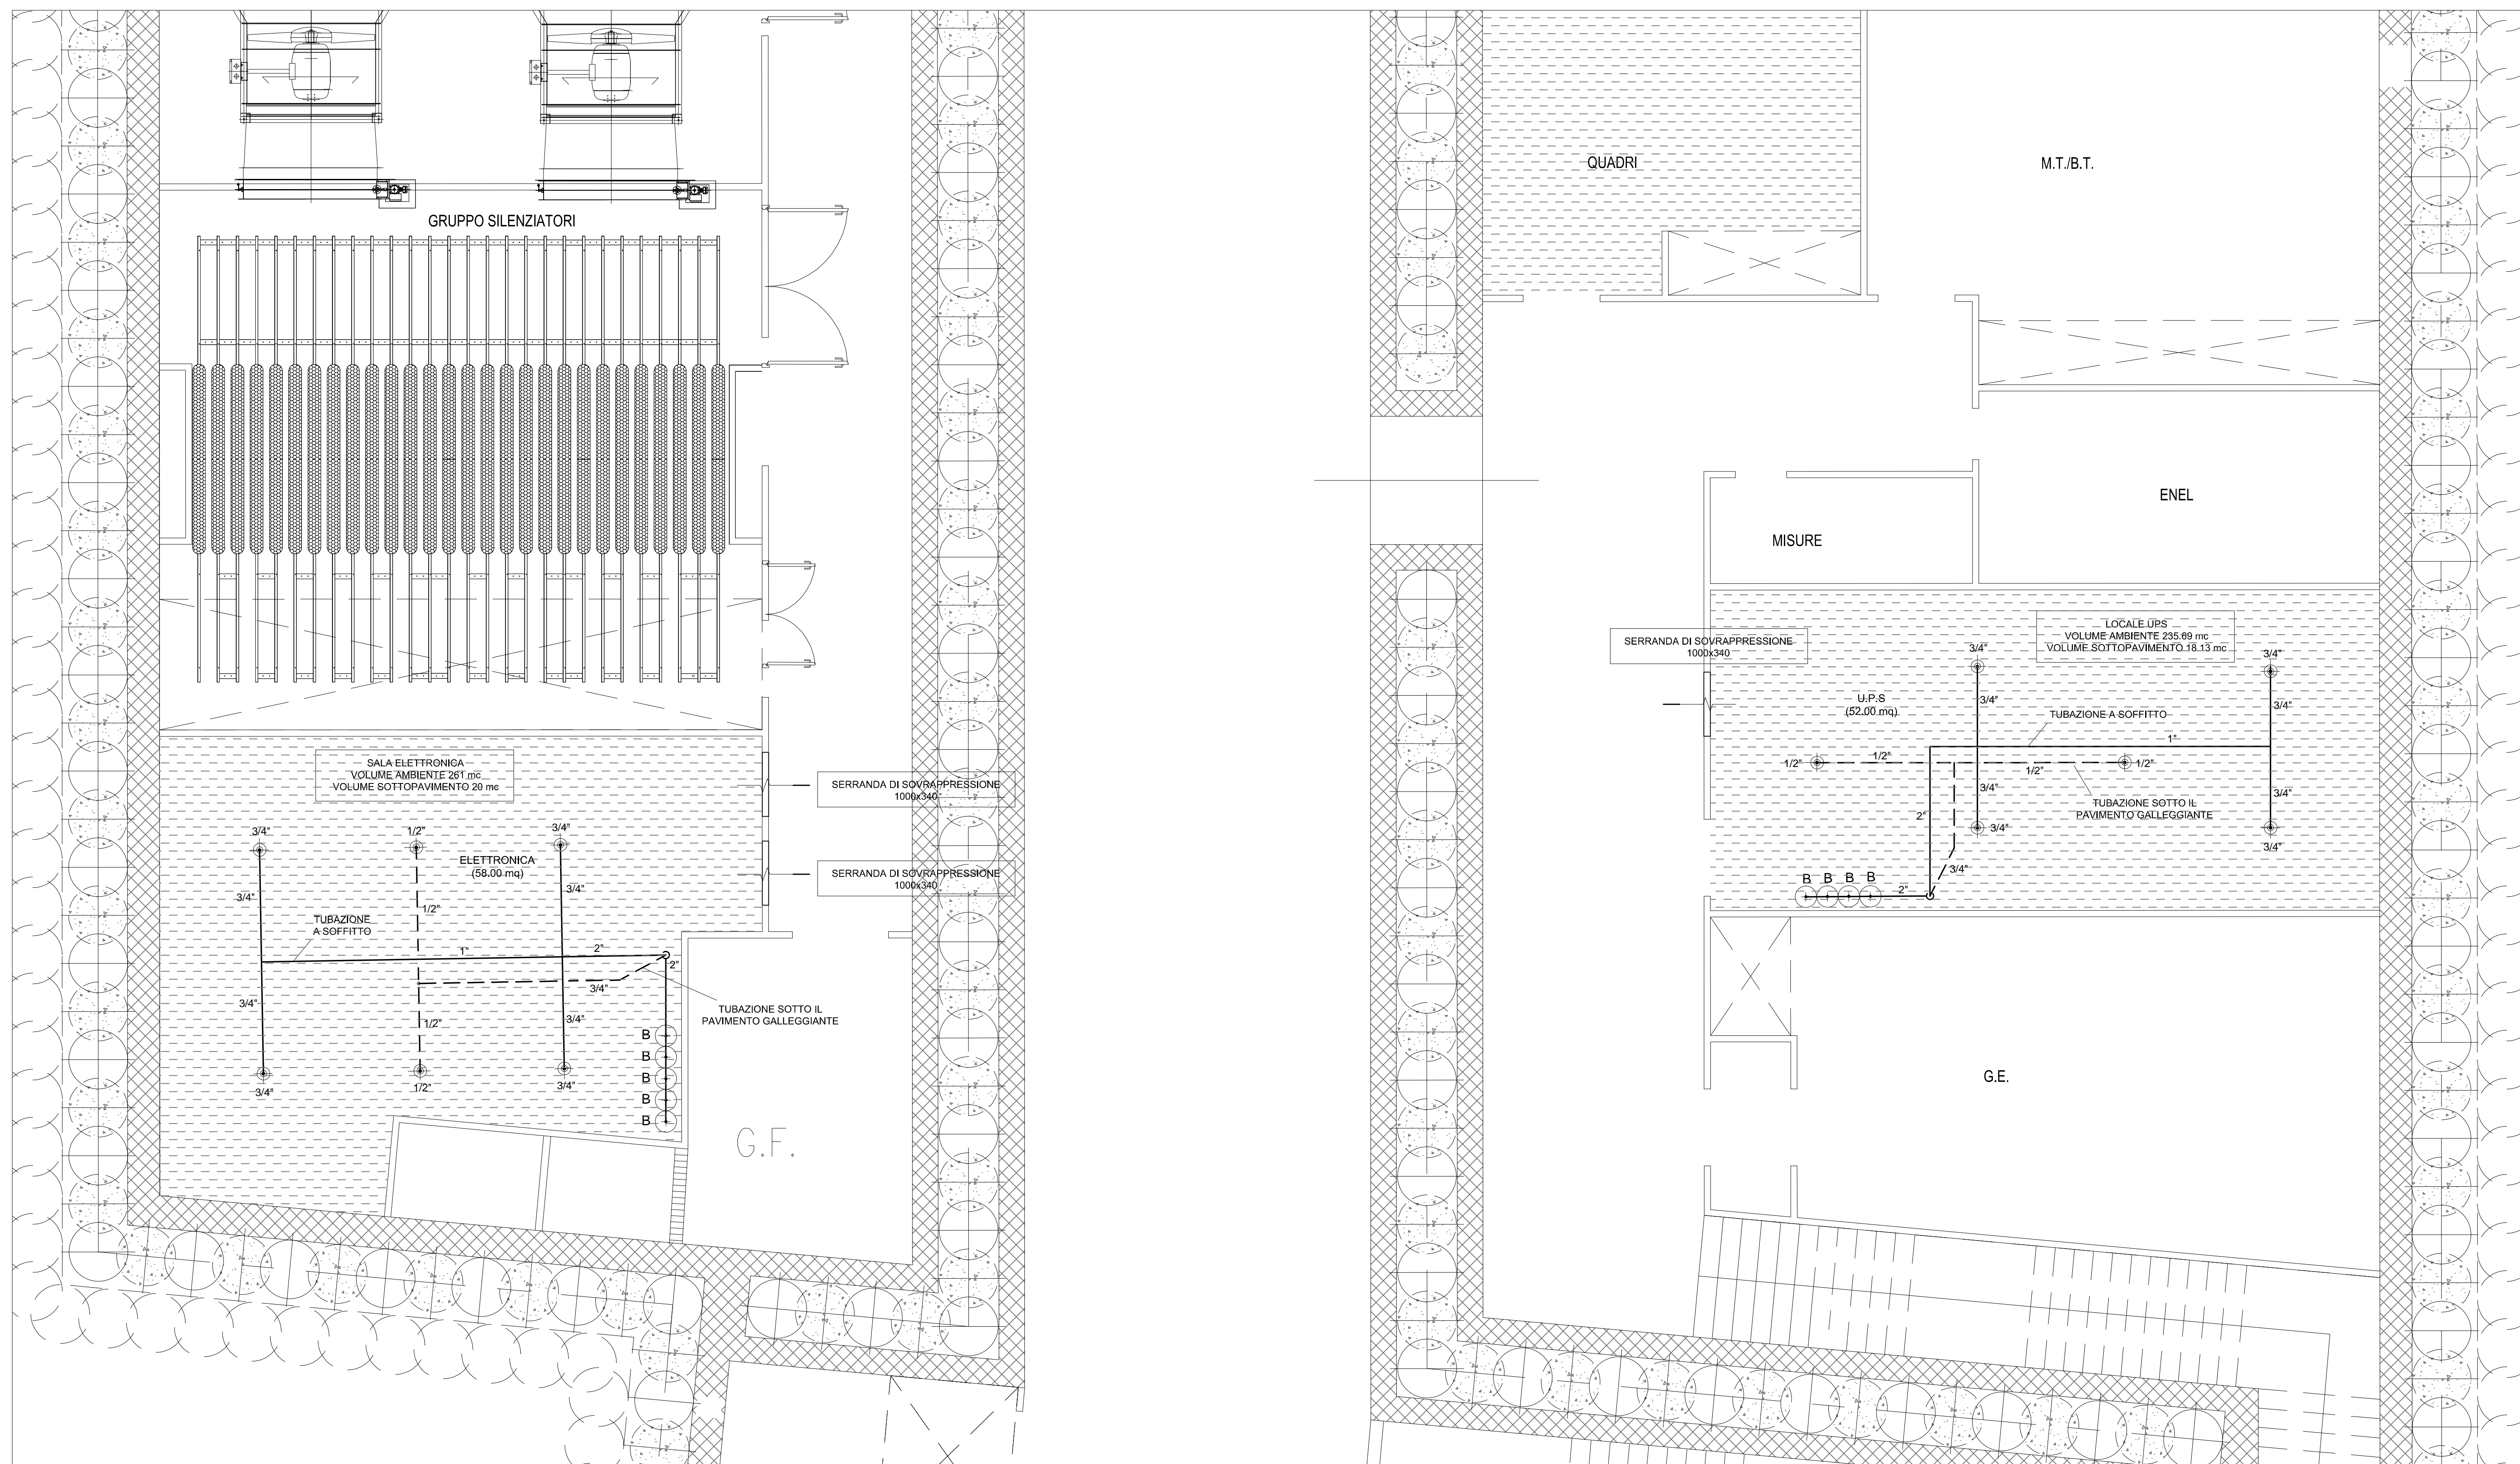 GRUPPO SILENZIATORI
SALA ELETTRONICA
VOLUME AMBIENTE 261 mc
VOLUME SOTTOPAVIMENTO 20 mc
SERRANDA DI SOVRAPPRESSIONE
1000x340
SERRANDA DI SOVRAPPRESSIONE
1000x340
3/4"
1/2"
3/4"
ELETTRONICA
(58.00 mq)
3/4"
3/4"
1/2"
TUBAZIONE
A SOFFITTO
1"
2"
2"
3/4"
3/4"
1/2"
3/4"
TUBAZIONE SOTTO IL
PAVIMENTO GALLEGGIANTE
B
B
B
B
B
3/4"
1/2"
3/4"
G.F.
QUADRI
M.T./B.T.
ENEL
MISURE
SERRANDA DI SOVRAPPRESSIONE
1000x340
LOCALE UPS
VOLUME AMBIENTE 235.69 mc
VOLUME SOTTOPAVIMENTO 18.13 mc
3/4"
3/4"
U.P.S
(52.00 mq)
3/4"
3/4"
TUBAZIONE A SOFFITTO
1"
1/2"
1/2"
1/2"
1/2"
3/4"
3/4"
TUBAZIONE SOTTO IL
PAVIMENTO GALLEGGIANTE
2"
3/4"
3/4"
3/4"
B B B B
2"
G.E.